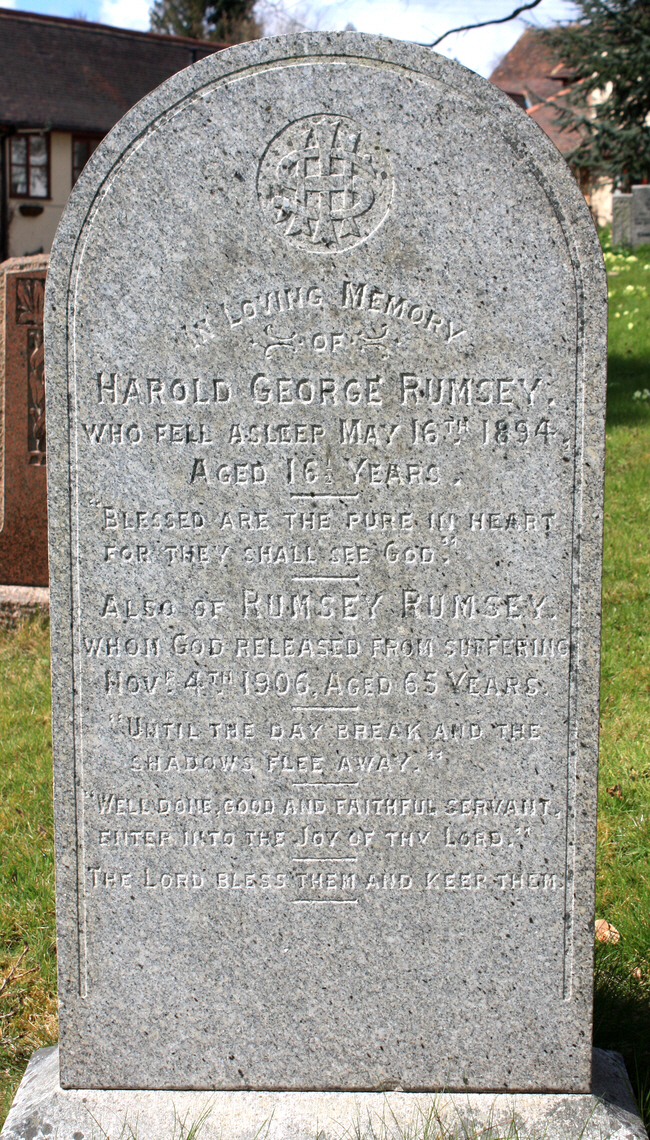 IHS
IN LOVING MEMORY
OF
HAROLD GEORGE RUMSEY.
WHO FELL ASLEEP MAY 16TH 1894.
AGED 16½ YEARS.
"BLESSED ARE THE PURE IN HEART
FOR THEY SHALL SEE GOD."
ALSO OF RUMSEY RUMSEY.
WHOM GOD RELEASED FROM SUFFERING
NOVR 4TH 1906, AGED 65 YEARS.
"UNTIL THE DAY BREAK AND THE
SHADOWS FLEE AWAY."
"WELL DONE, GOOD AND FAITHFUL SERVANT,
ENTER INTO THE JOY OF THY LORD."
THE LORD BLESS THEM AND KEEP THEM.